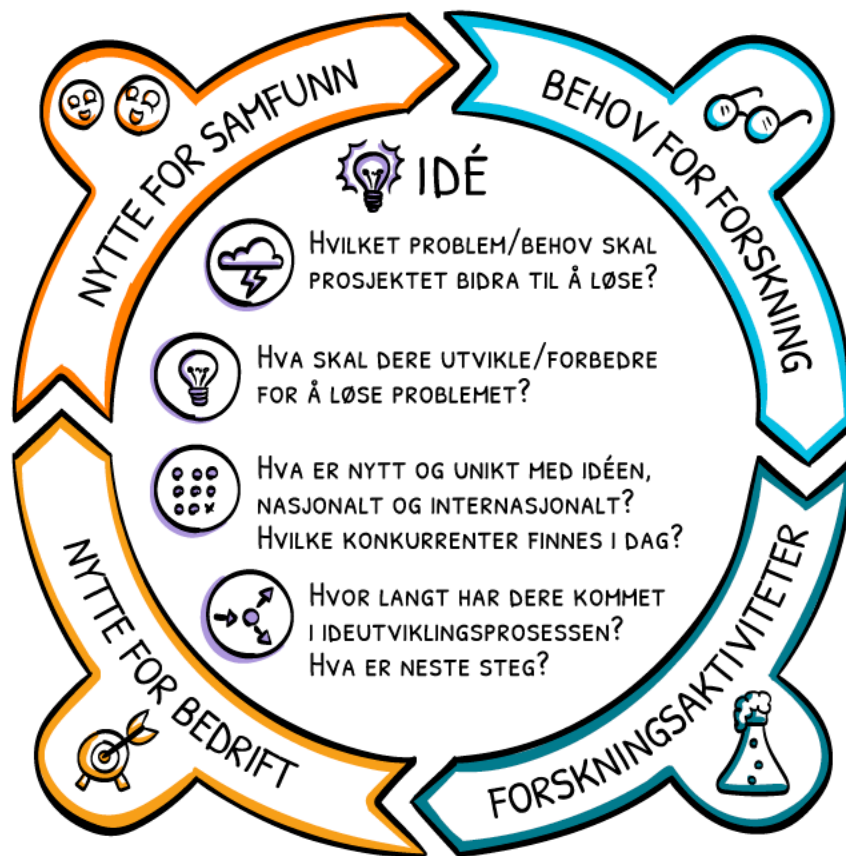 NYTTE FOR SAMFUNN
BEHOV FOR FORSKNING
IDÉ
HVILKET PROBLEM/BEHOV SKAL
PROSJEKTET BIDRA TIL Å LØSE?
HVA SKAL DERE UTVIKLE/FORBEDRE
FOR Å LØSE PROBLEMET?
HVA ER NYTT OG UNIKT MED IDÉEN,
NASJONALT OG INTERNASJONALT?
HVILKE KONKURRENTER FINNES I DAG?
HVOR LANGT HAR DERE KOMMET
I IDEUTVIKLINGSPROSESSEN?
HVA ER NESTE STEG?
NYTTE FOR BEDRIFT
FORSKNINGSAKTIVITETER